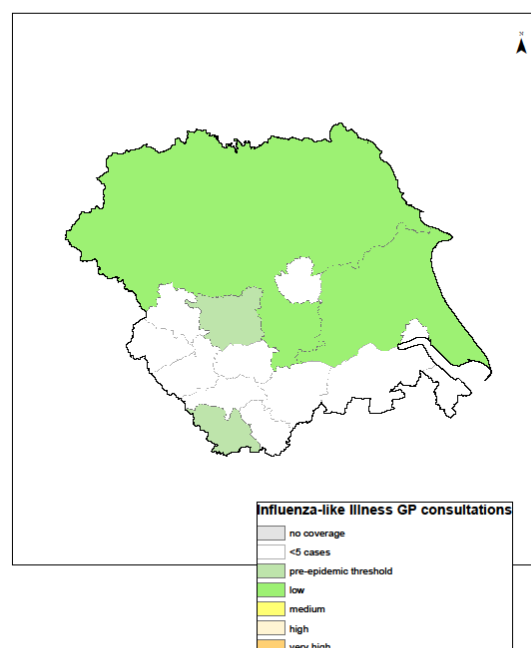 Influenza-like Illness GP consultations
no coverage
<5 cases
pre-epidemic threshold
low
medium
high
very high